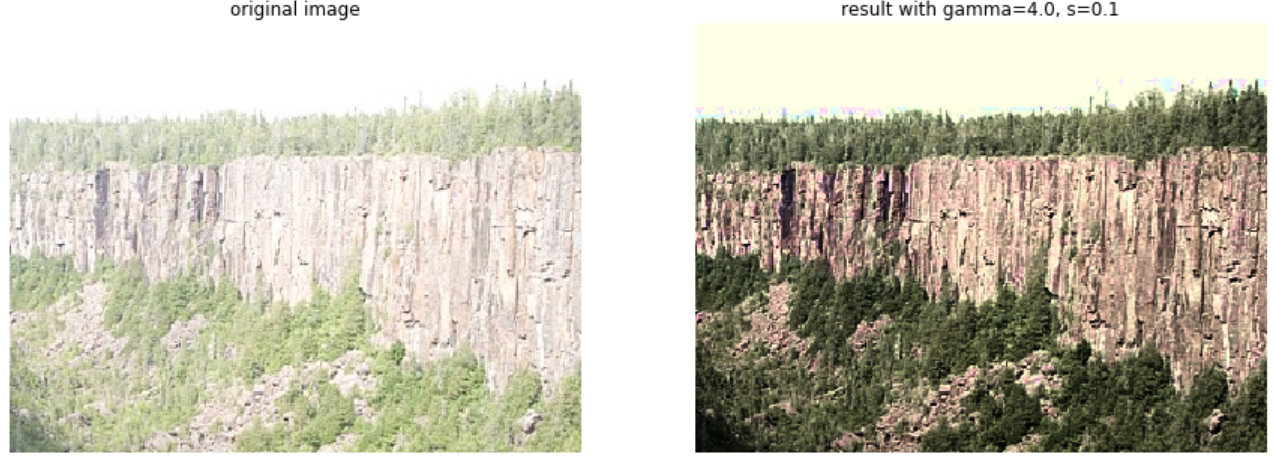 original image
result with gamma=4.0, s=0.1